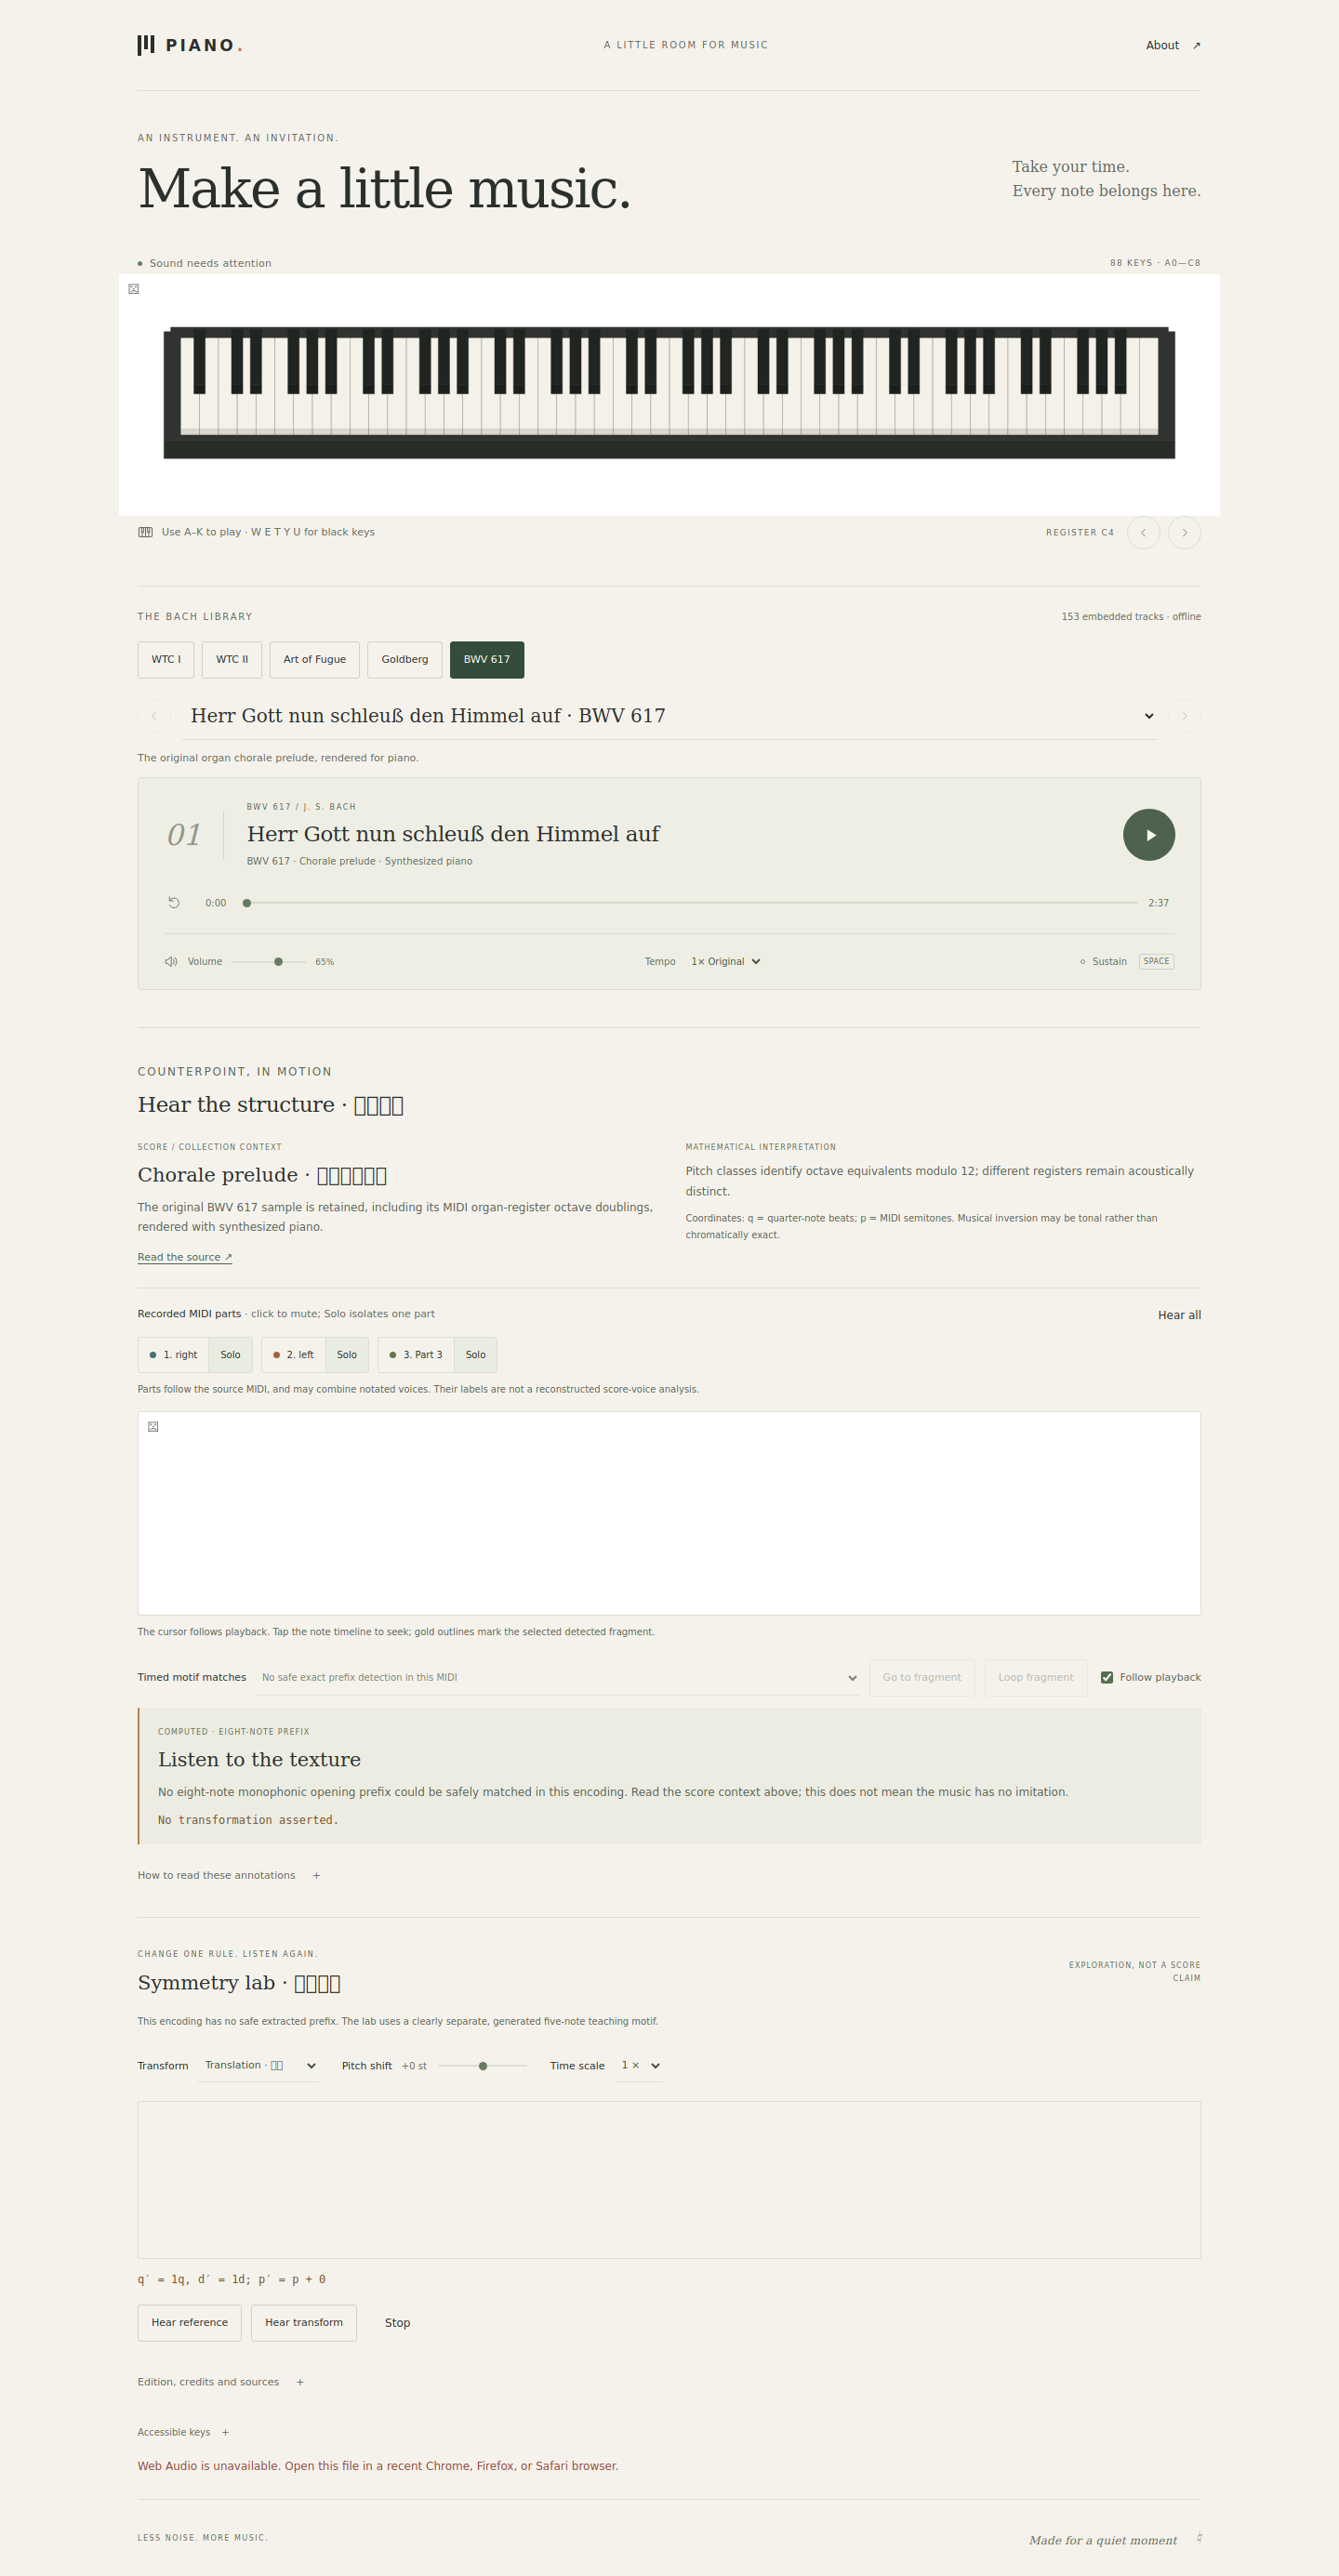 PIANO.
A LITTLE ROOM FOR MUSIC
About ↗
AN INSTRUMENT. AN INVITATION.
Make a little music.
Take your time.
Every note belongs here.
Sound needs attention
88 KEYS · A0—C8
Use A–K to play · W E T Y U for black keys
REGISTER C4
THE BACH LIBRARY
153 embedded tracks · offline
WTC I
WTC II
Art of Fugue
Goldberg
BWV 617
Herr Gott nun schleuß den Himmel auf · BWV 617
The original organ chorale prelude, rendered for piano.
01
BWV 617 / J. S. BACH
Herr Gott nun schleuß den Himmel auf
BWV 617 · Chorale prelude · Synthesized piano
0:00
2:37
Volume
65%
Tempo
1× Original
Sustain
SPACE
COUNTERPOINT, IN MOTION
Hear the structure ·
SCORE / COLLECTION CONTEXT
Chorale prelude ·
The original BWV 617 sample is retained, including its MIDI organ-register octave doublings,
rendered with synthesized piano.
Read the source ↗
MATHEMATICAL INTERPRETATION
Pitch classes identify octave equivalents modulo 12; different registers remain acoustically
distinct.
Coordinates: q = quarter-note beats; p = MIDI semitones. Musical inversion may be tonal rather than
chromatically exact.
Recorded MIDI parts · click to mute; Solo isolates one part
Hear all
1. right
Solo
2. left
Solo
3. Part 3
Solo
Parts follow the source MIDI, and may combine notated voices. Their labels are not a reconstructed score-voice analysis.
The cursor follows playback. Tap the note timeline to seek; gold outlines mark the selected detected fragment.
Timed motif matches
No safe exact prefix detection in this MIDI
Go to fragment
Loop fragment
Follow playback
COMPUTED · EIGHT-NOTE PREFIX
Listen to the texture
No eight-note monophonic opening prefix could be safely matched in this encoding. Read the score context above; this does not mean the music has no imitation.
No transformation asserted.
How to read these annotations +
CHANGE ONE RULE. LISTEN AGAIN.
Symmetry lab ·
EXPLORATION, NOT A SCORE
CLAIM
This encoding has no safe extracted prefix. The lab uses a clearly separate, generated five-note teaching motif.
Transform
Translation ·
Pitch shift
+0 st
Time scale
1 ×
q′ = 1q, d′ = 1d; p′ = p + 0
Hear reference
Hear transform
Stop
Edition, credits and sources +
Accessible keys +
Web Audio is unavailable. Open this file in a recent Chrome, Firefox, or Safari browser.
LESS NOISE. MORE MUSIC.
Made for a quiet moment ♮